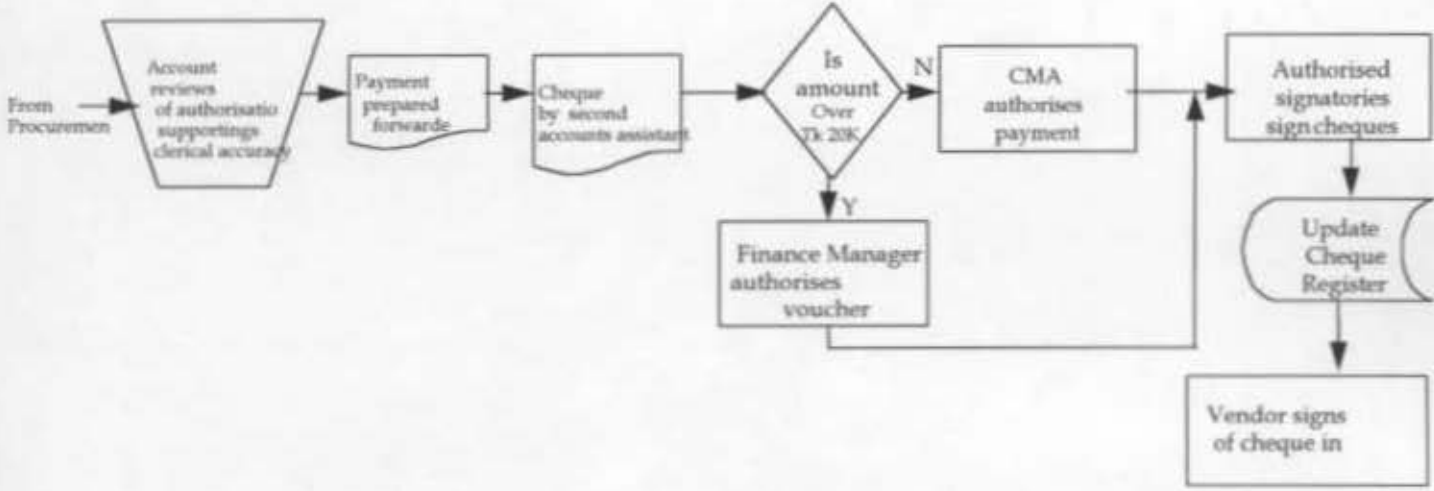 From
Procuremen
Account
reviews
of authorisatio
supportings
clerical accuracy
Payment
prepared
forwarde
Cheque
by second
accounts assistant
Is
amount
Over
Tk 20K
N
Y
CMA
authorises
payment
Finance Manager
authorises
voucher
Authorised
signatories
sign cheques
Update
Cheque
Register
Vendor signs
of cheque in